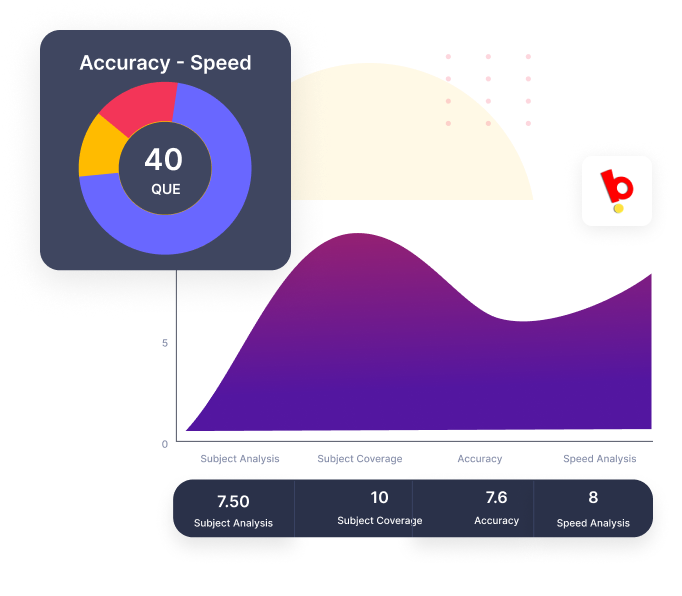 Accuracy - Speed
40
QUE
5
0
Subject Analysis Subject Coverage Accuracy Speed Analysis
7.50 10 7.6 8
Subject Analysis Subject Coverage Accuracy Speed Analysis
b